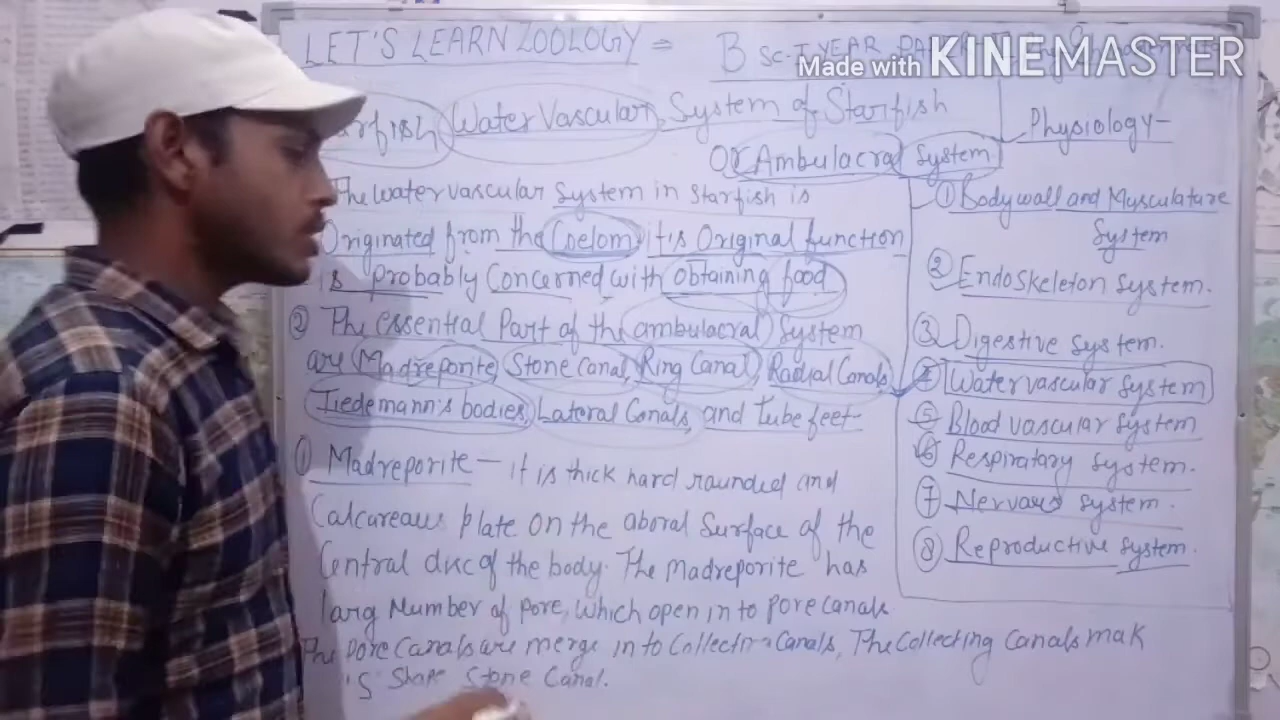 LET'S LEARN ZOOLOGY = B Sc. I YEAR
Made with KINEMASTER
arfish, Water Vascular System of Starfish
Or Ambulacral System
The water vascular System in starfish is
Originated from the Coelom it is Original function
is probably Concerned with obtaining food
② The essential Part of the ambulacral System
are Madreporite, Stone Canal, Ring Canal, Radial Canals
Tiedemann's bodies, Lateral Canals, and Tube feet-
① Madreporite – it is thick hard rounded and
Calcareous plate on the aboral Surface of the
Central disc of the body. The madreporite has
larg Number of pore, which open in to pore canals.
The pore canals are merge in to Collecting canals, The Collecting Canals mak
'S' Shape Stone Canal.
Physiology-
① Body wall and Musculature
System
② Endoskeleton system.
③ Digestive system.
④ Water vascular system
⑤ Blood vascular system
⑥ Respiratary system.
⑦ Nervous system.
⑧ Reproductive system.